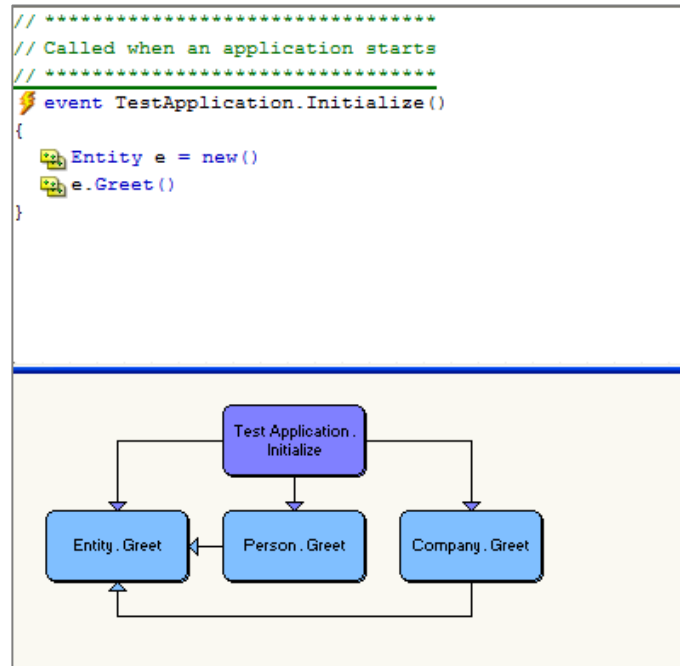 // *********************************
// Called when an application starts
// *********************************
event TestApplication.Initialize()
{
Entity e = new()
e.Greet()
}
Test Application .
Initialize
Entity . Greet
Person . Greet
Company . Greet